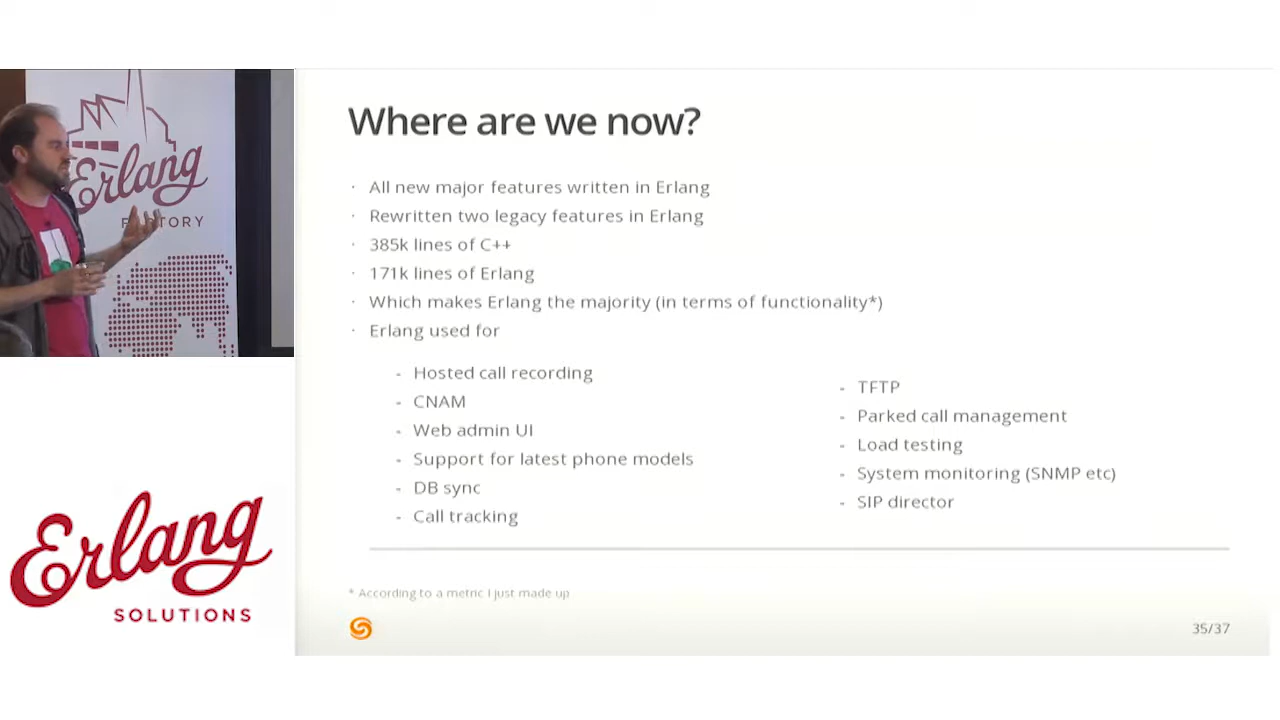 Erlang
FACTORY
Where are we now?
· All new major features written in Erlang
· Rewritten two legacy features in Erlang
· 385k lines of C++
· 171k lines of Erlang
· Which makes Erlang the majority (in terms of functionality*)
· Erlang used for
- Hosted call recording
- CNAM
- Web admin UI
- Support for latest phone models
- DB sync
- Call tracking
- TFTP
- Parked call management
- Load testing
- System monitoring (SNMP etc)
- SIP director
* According to a metric I just made up
35/37
Erlang
SOLUTIONS